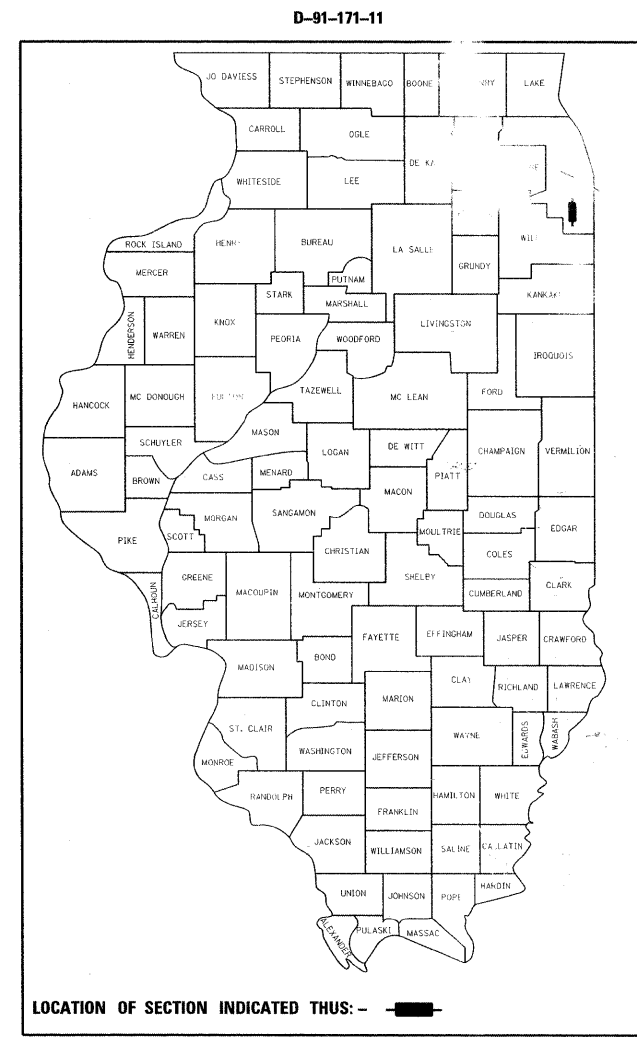 D-91-171-11
JO DAVIESS STEPHENSON WINNEBAGO BOONE LAKE
CARROLL OGLE
WHITESIDE LEE
ROCK ISLAND BUREAU LA SALLE
MERCER PUTNAM GRUNDY
STARK MARSHALL
HENDERSON WARREN KNOX PEORIA WOODFORD LIVINGSTON IROQUOIS
HANCOCK MC DONOUGH TAZEWELL MC LEAN FORD
SCHUYLER MASON LOGAN DE WITT CHAMPAIGN VERMILION
ADAMS BROWN CASS MENARD MACON PIATT
PIKE SCOTT MORGAN SANGAMON CHRISTIAN MOULTRIE DOUGLAS EDGAR
COLES
CALHOUN GREENE MACOUPIN MONTGOMERY SHELBY CUMBERLAND CLARK
JERSEY FAYETTE EFFINGHAM JASPER CRAWFORD
MADISON BOND
CLINTON MARION CLAY RICHLAND LAWRENCE
ST. CLAIR WASHINGTON WAYNE EDWARDS WABASH
MONROE JEFFERSON
RANDOLPH PERRY HAMILTON WHITE
FRANKLIN
JACKSON WILLIAMSON SALINE
UNION JOHNSON POPE HARDIN
ALEXANDER PULASKI MASSAC
LOCATION OF SECTION INDICATED THUS: –